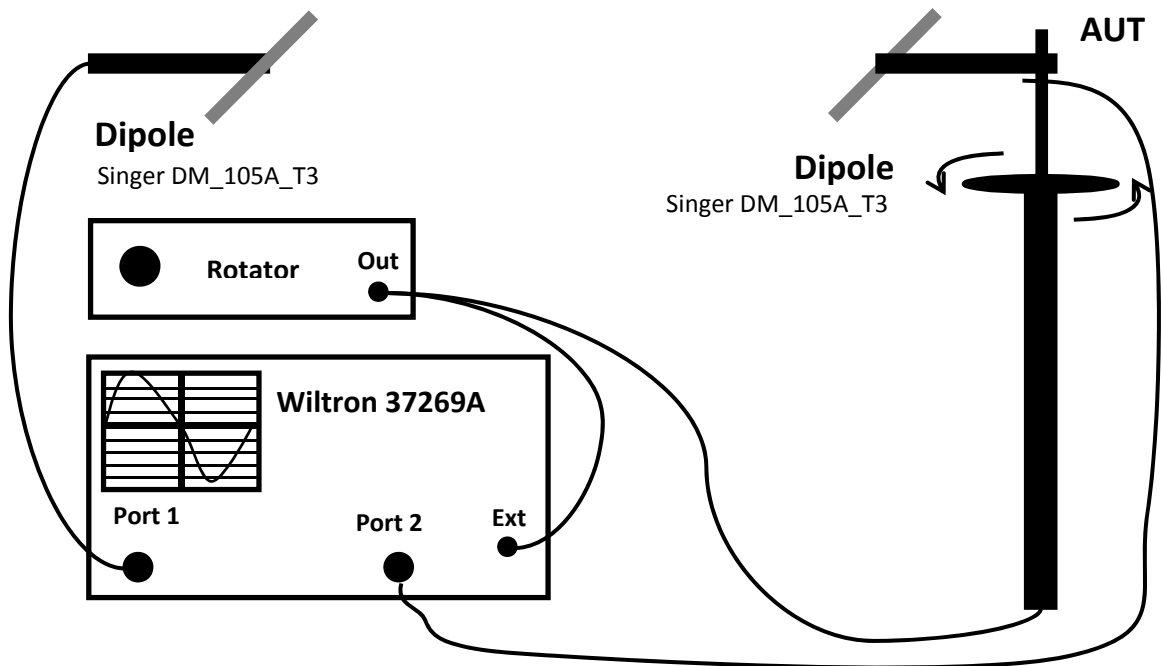 AUT
Dipole
Singer DM_105A_T3
Dipole
Singer DM_105A_T3
Rotator
Out
Wiltron 37269A
Port 1
Port 2
Ext